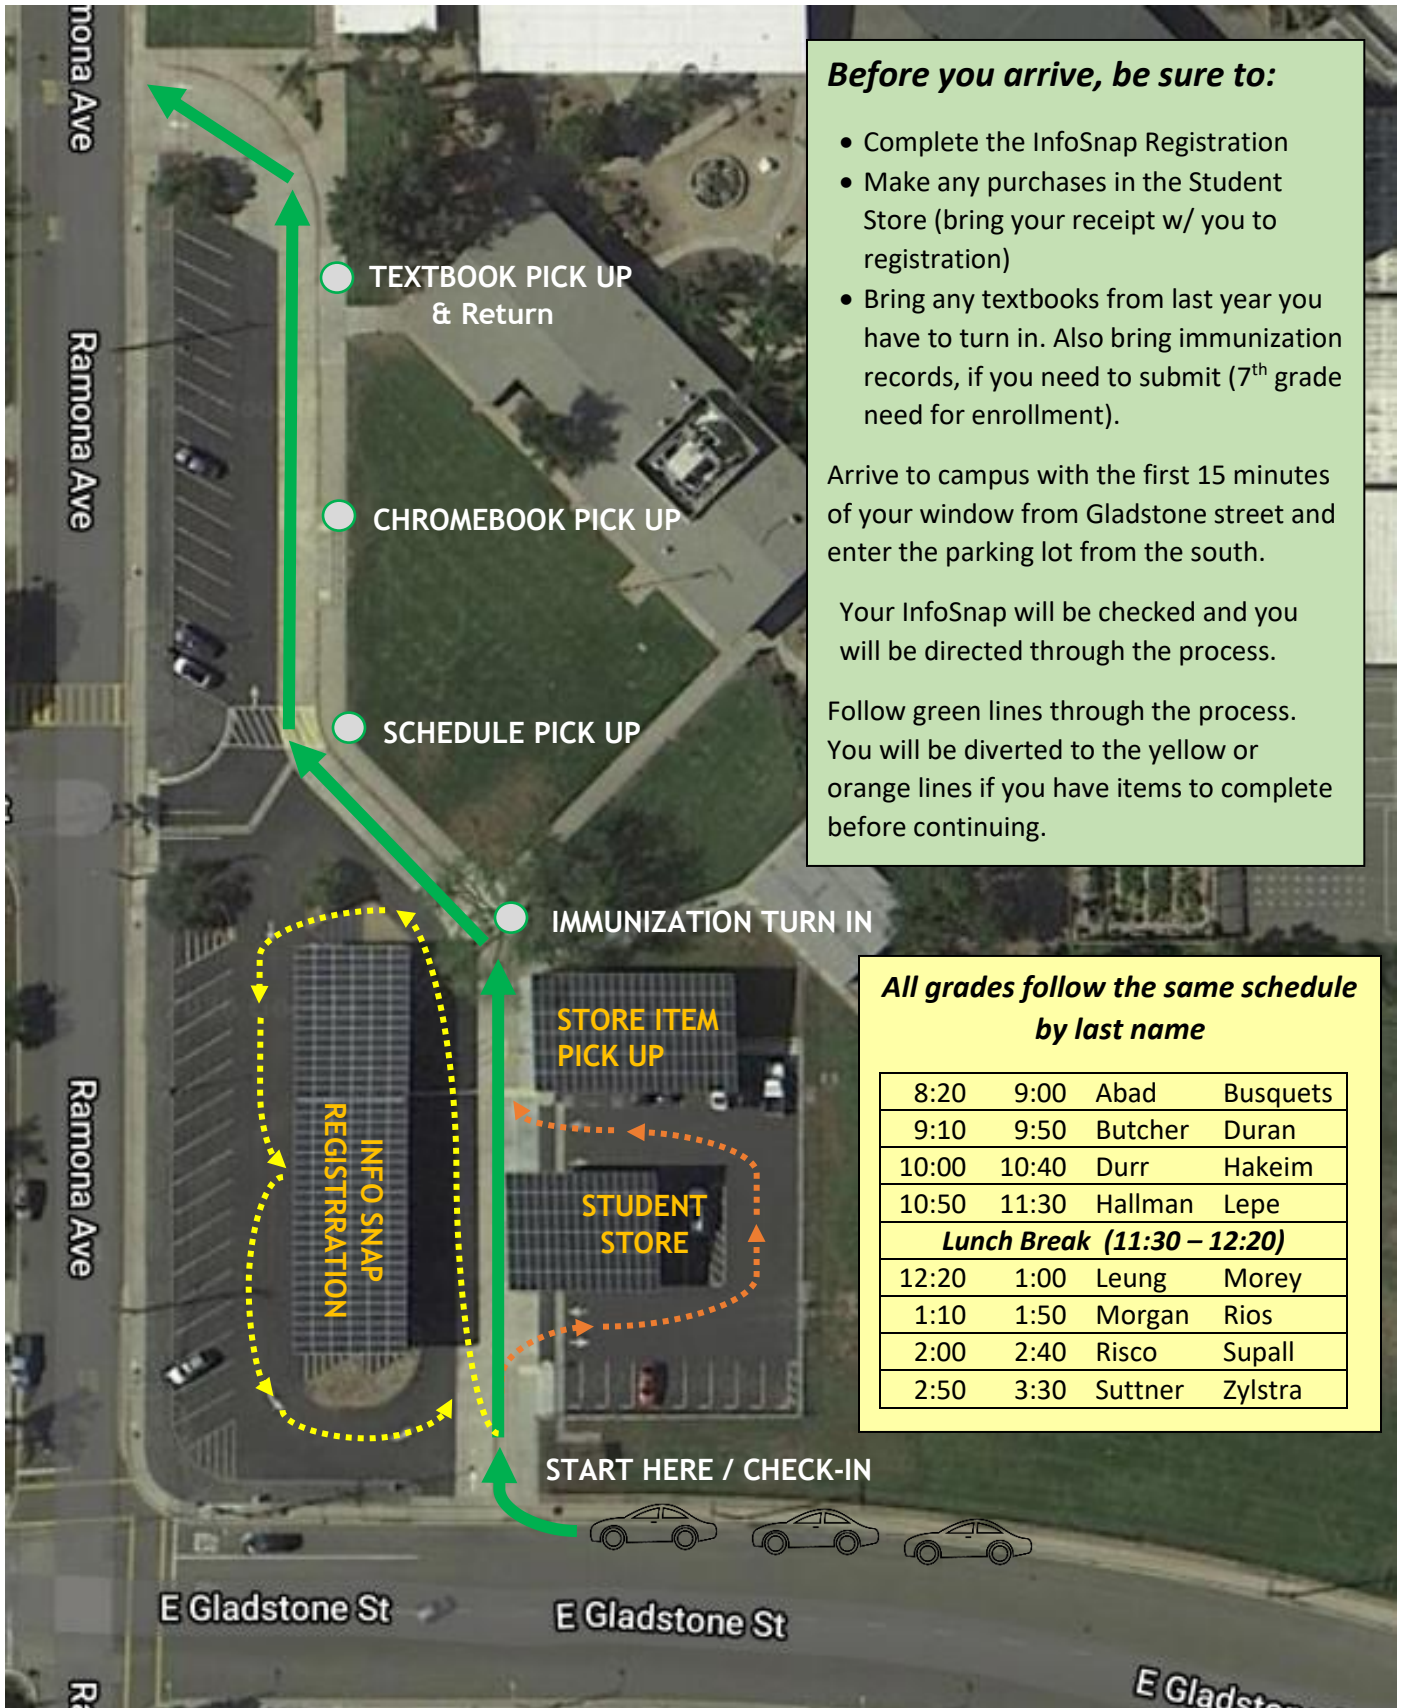 mona Ave
Before you arrive, be sure to:
• Complete the InfoSnap Registration
• Make any purchases in the Student
Store (bring your receipt w/ you to
registration)
• Bring any textbooks from last year you
have to turn in. Also bring immunization
records, if you need to submit (7th grade
need for enrollment).
Arrive to campus with the first 15 minutes
of your window from Gladstone street and
enter the parking lot from the south.
Your InfoSnap will be checked and you
will be directed through the process.
Follow green lines through the process.
You will be diverted to the yellow or
orange lines if you have items to complete
before continuing.
TEXTBOOK PICK UP
& Return
Ramona Ave
CHROMEBOOK PICK UP
SCHEDULE PICK UP
IMMUNIZATION TURN IN
All grades follow the same schedule
by last name
8:20 9:00 Abad Busquets
9:10 9:50 Butcher Duran
10:00 10:40 Durr Hakeim
10:50 11:30 Hallman Lepe
Lunch Break (11:30 – 12:20)
12:20 1:00 Leung Morey
1:10 1:50 Morgan Rios
2:00 2:40 Risco Supall
2:50 3:30 Suttner Zylstra
STORE ITEM
PICK UP
Ramona Ave
INFO SNAP
REGISTRRATION
STUDENT
STORE
START HERE / CHECK-IN
E Gladstone St
E Gladstone St
E Gladsto
Ra